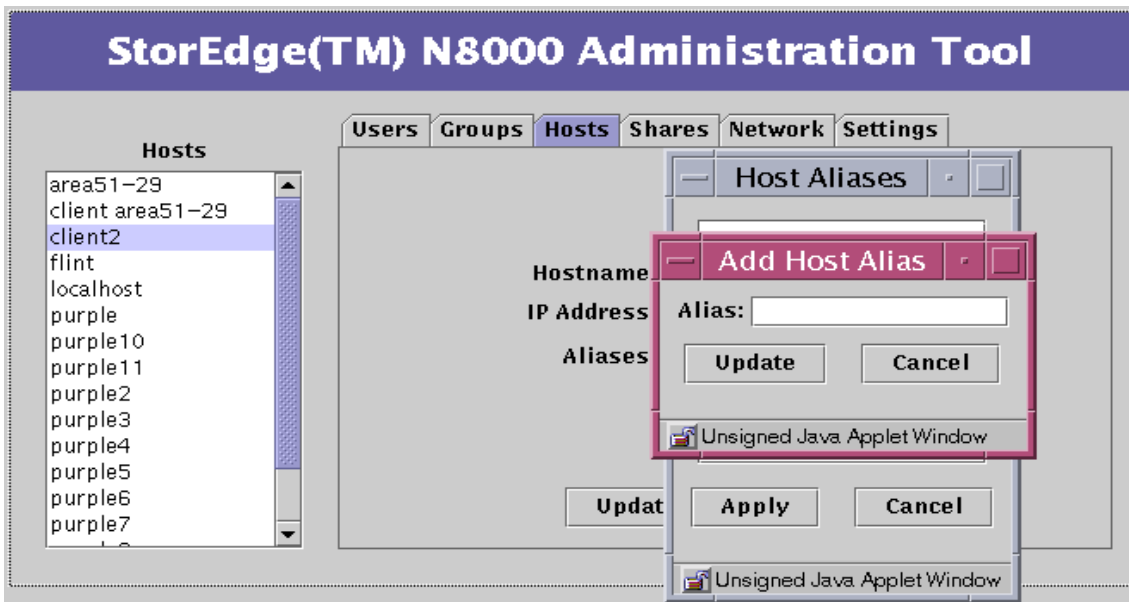 StorEdge(TM) N8000 Administration Tool
Users Groups Hosts Shares Network Settings
Hosts
area51-29
client area51-29
client2
flint
localhost
purple
purple10
purple11
purple2
purple3
purple4
purple5
purple6
purple7
Hostname
IP Address
Aliases
Updat
Host Aliases
Add Host Alias
Alias:
Update Cancel
Unsigned Java Applet Window
Apply Cancel
Unsigned Java Applet Window